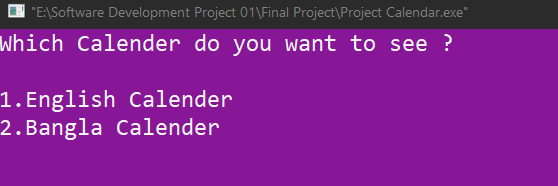 "E:\Software Development Project 01\Final Project\Project Calendar.exe"
Which Calender do you want to see ?
1.English Calender
2.Bangla Calender